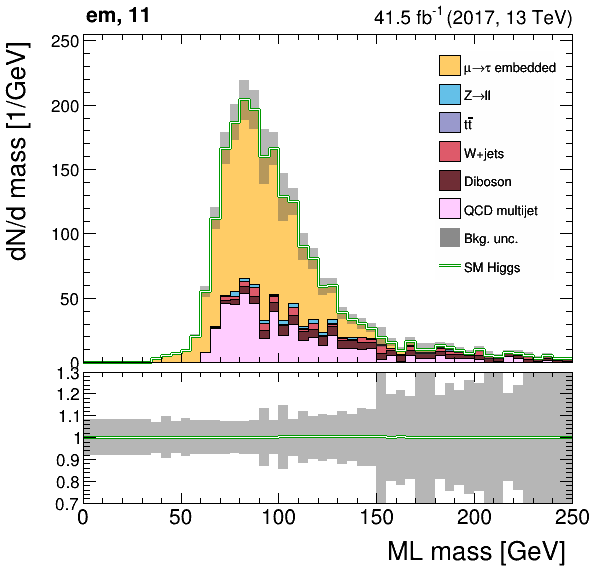 em, 11
41.5 fb⁻¹ (2017, 13 TeV)
dN/d mass [1/GeV]
250
200
150
100
50
0
μ→τ embedded
Z→ll
tt̄
W+jets
Diboson
QCD multijet
Bkg. unc.
SM Higgs
1.3
1.2
1.1
1
0.9
0.8
0.7
0 50 100 150 200 250
ML mass [GeV]